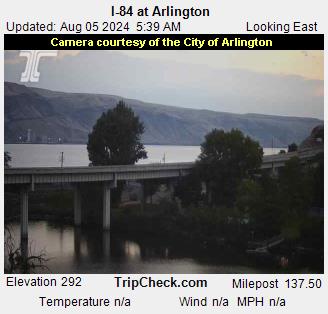 I-84 at Arlington
Updated: Aug 05 2024 5:39 AM Looking East
Camera courtesy of the City of Arlington
Elevation 292 TripCheck.com Milepost 137.50
Temperature n/a Wind n/a MPH n/a